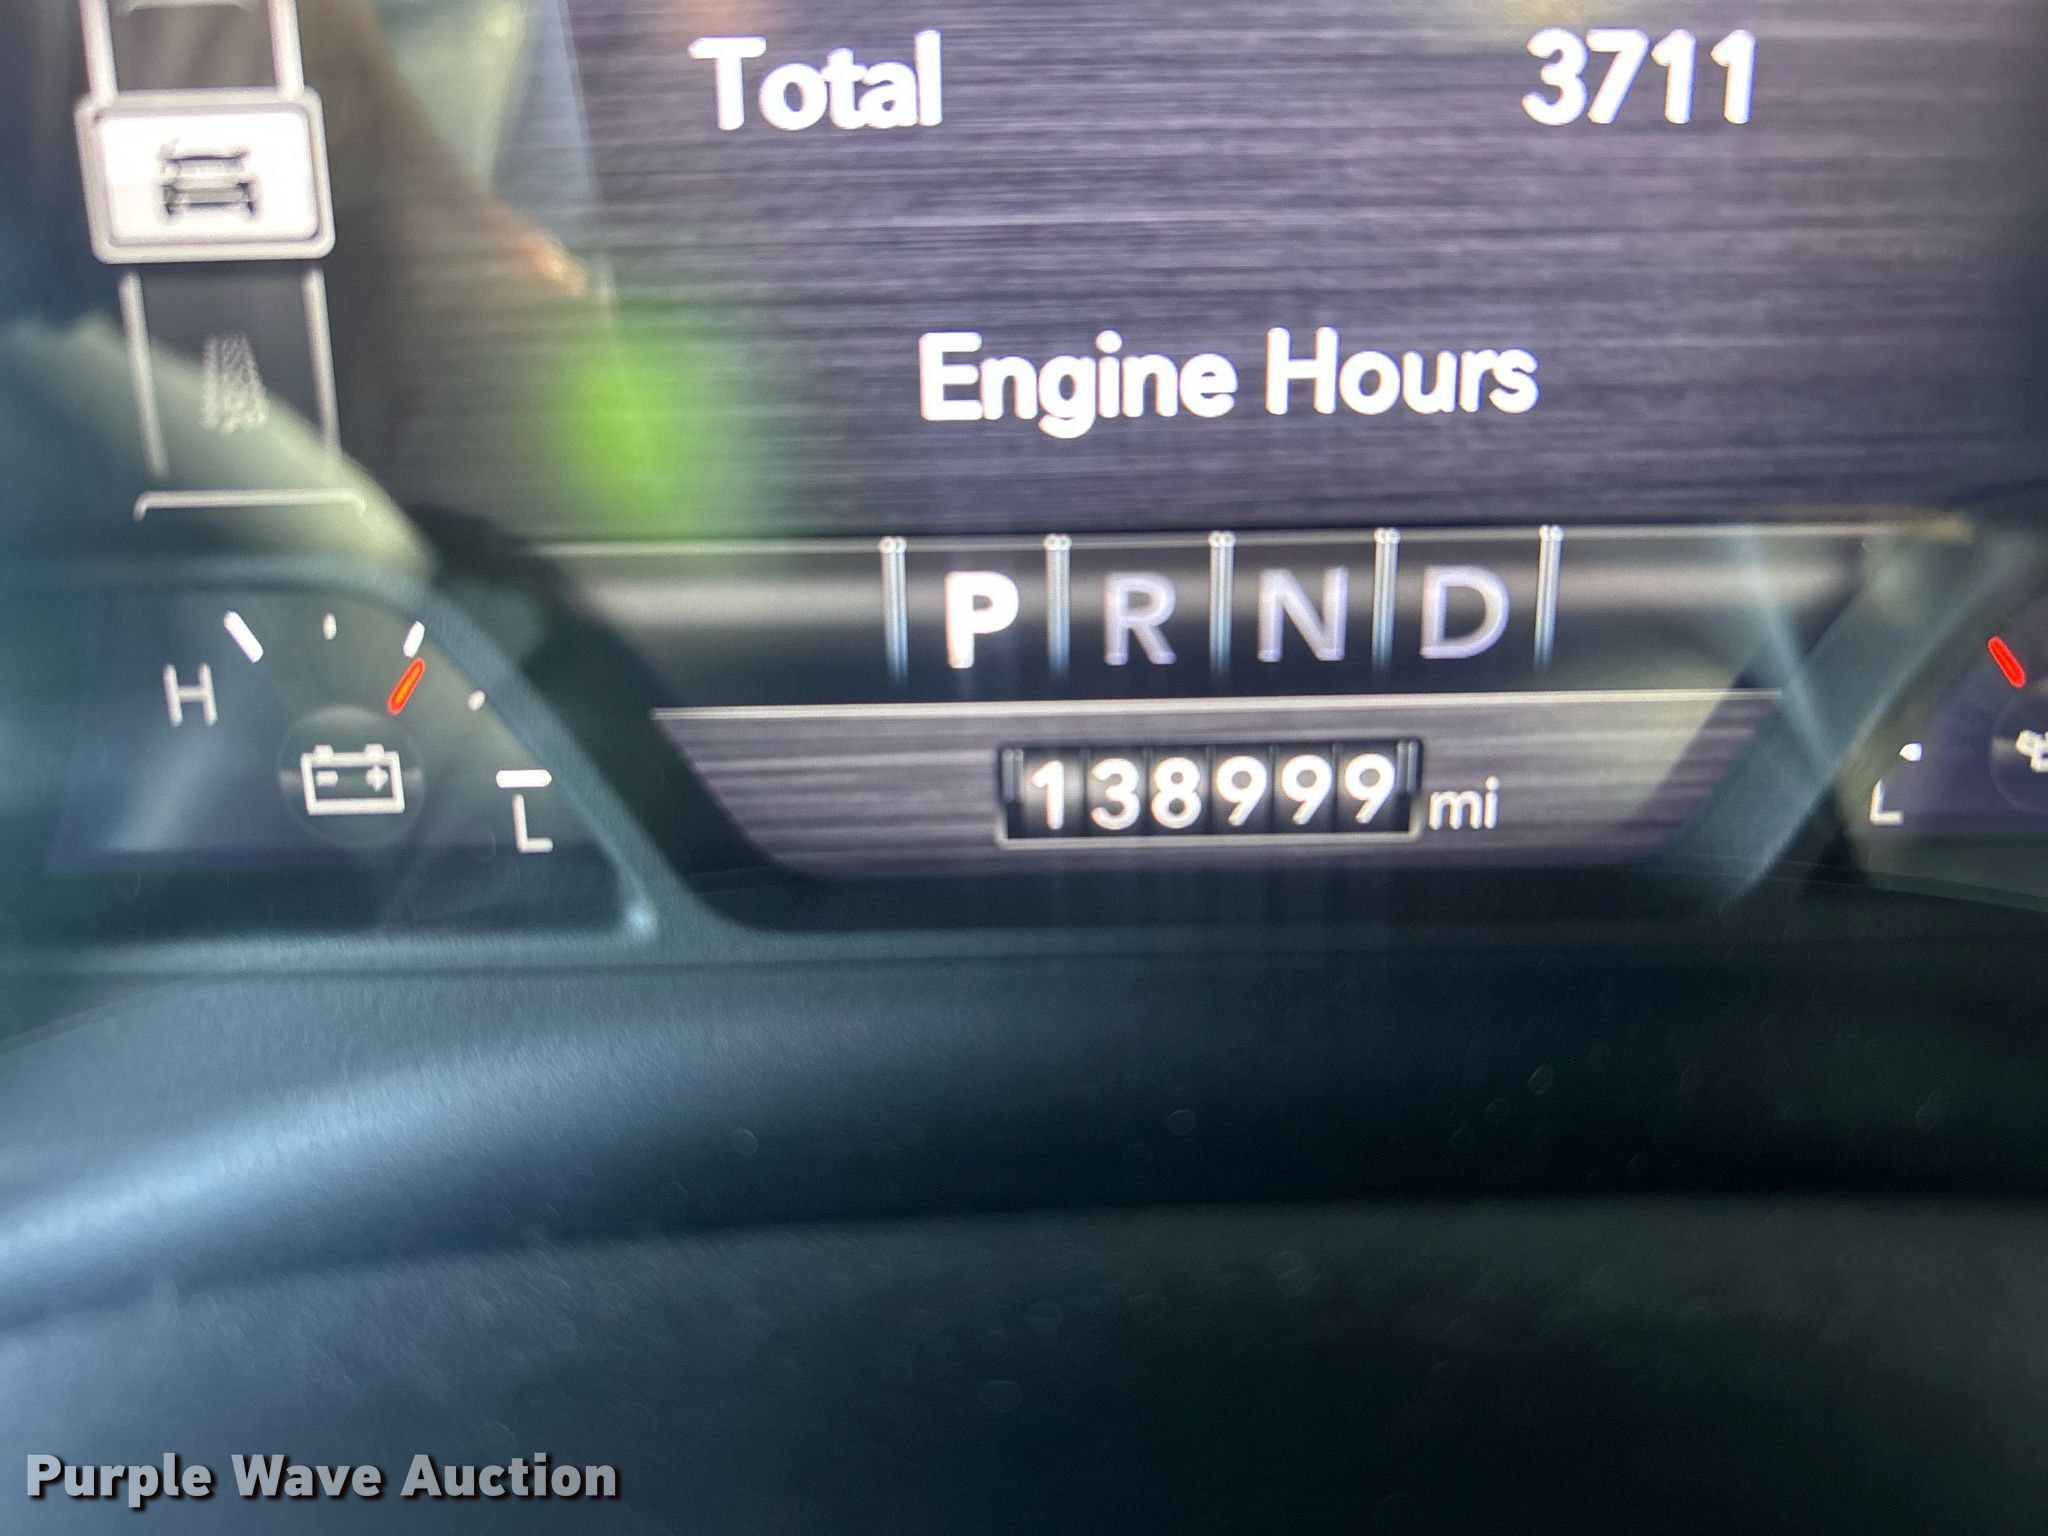 Total 3711
Engine Hours
P R N D
H
L
138999 mi
L
Purple Wave Auction